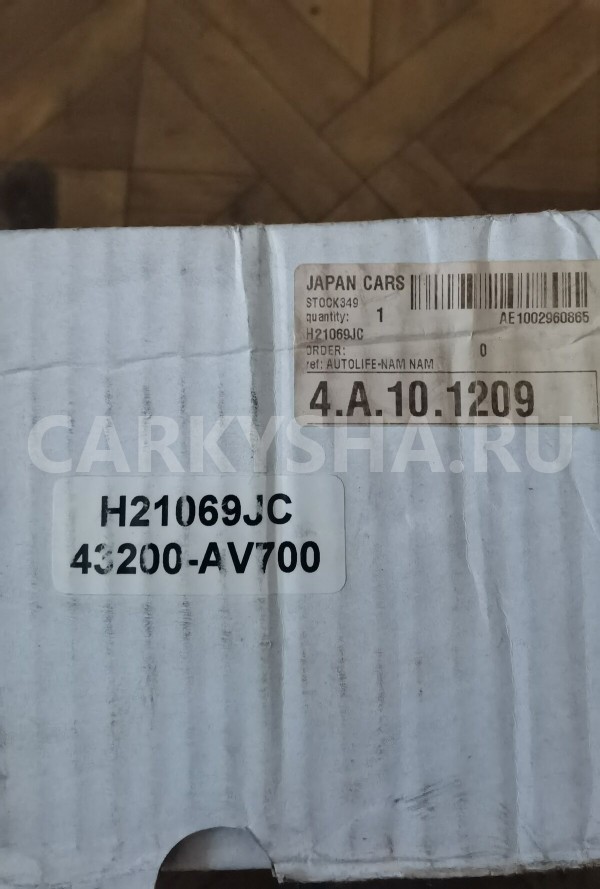 JAPAN CARS
STOCK349
quantity: 1
AE1002960865
H21069JC
ORDER: 0
ref: AUTOLIFE-NAM NAM
4.A.10.1209
CARKYSHA.RU
H21069JC
43200-AV700